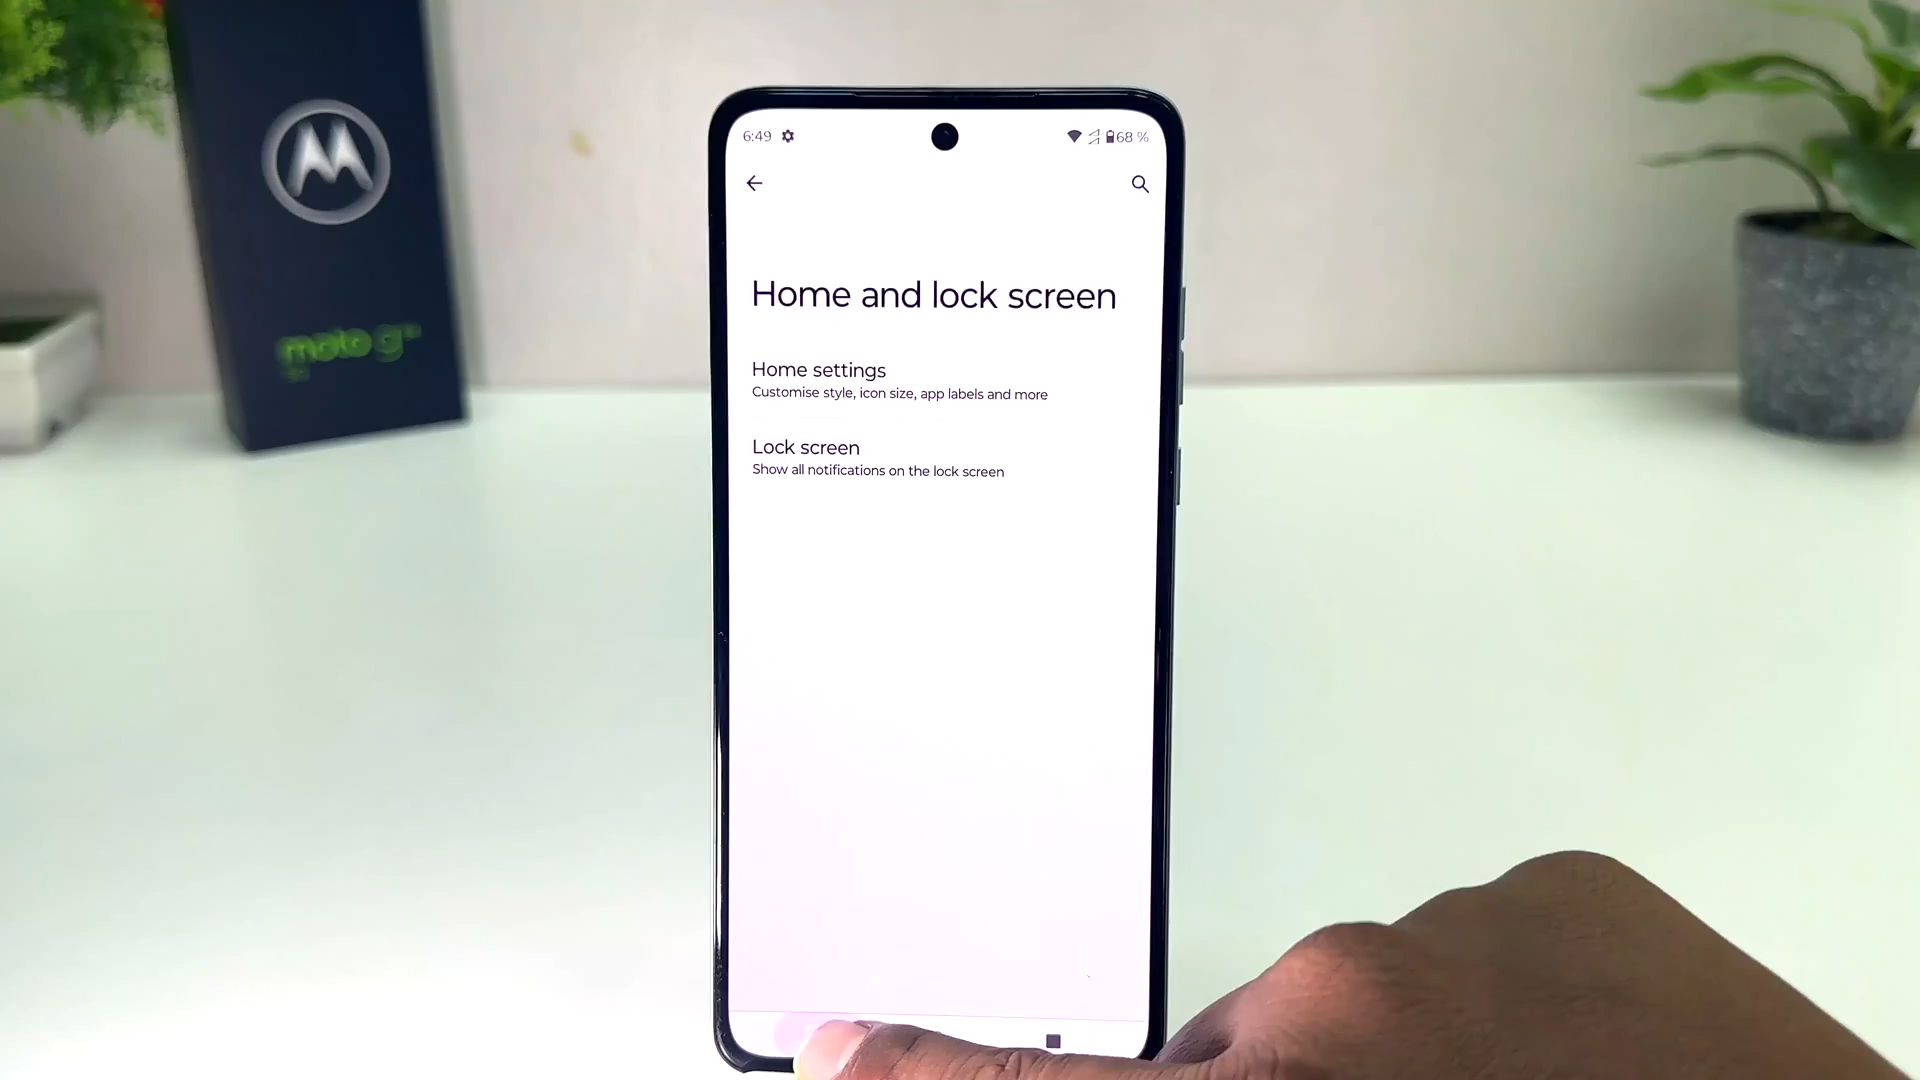 6:49
68 %
Home and lock screen
Home settings
Customise style, icon size, app labels and more
Lock screen
Show all notifications on the lock screen
moto g